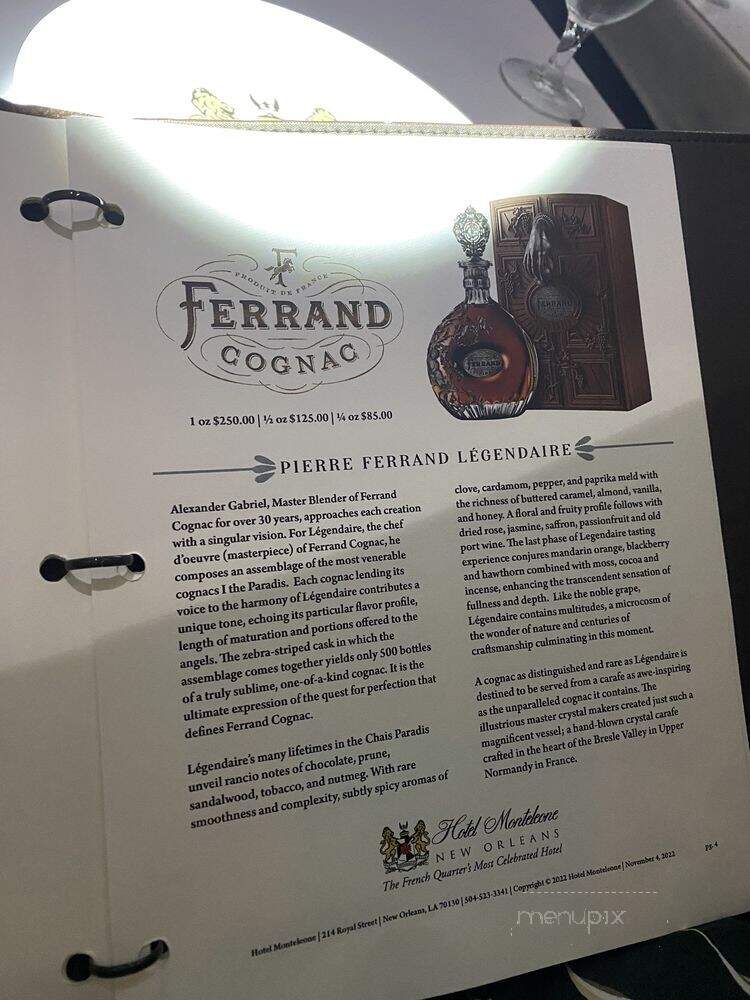 PRODUIT DE FRANCE
FERRAND
COGNAC
FERRAND
1 oz $250.00 | ½ oz $125.00 | ¼ oz $85.00
PIERRE FERRAND LÉGENDAIRE
Alexander Gabriel, Master Blender of Ferrand
Cognac for over 30 years, approaches each creation
with a singular vision. For Légendaire, the chef
d'oeuvre (masterpiece) of Ferrand Cognac, he
composes an assemblage of the most venerable
cognacs I the Paradis. Each cognac lending its
voice to the harmony of Légendaire contributes a
unique tone, echoing its particular flavor profile,
length of maturation and portions offered to the
angels. The zebra-striped cask in which the
assemblage comes together yields only 500 bottles
of a truly sublime, one-of-a-kind cognac. It is the
ultimate expression of the quest for perfection that
defines Ferrand Cognac.
Légendaire's many lifetimes in the Chais Paradis
unveil rancio notes of chocolate, prune,
sandalwood, tobacco, and nutmeg. With rare
smoothness and complexity, subtly spicy aromas of
clove, cardamom, pepper, and paprika meld with
the richness of buttered caramel, almond, vanilla,
and honey. A floral and fruity profile follows with
dried rose, jasmine, saffron, passionfruit and old
port wine. The last phase of Légendaire tasting
experience conjures mandarin orange, blackberry
and hawthorn combined with moss, cocoa and
incense, enhancing the transcendent sensation of
fullness and depth. Like the noble grape,
Légendaire contains multitudes, a microcosm of
the wonder of nature and centuries of
craftsmanship culminating in this moment.
A cognac as distinguished and rare as Légendaire is
destined to be served from a carafe as awe-inspiring
as the unparalleled cognac it contains. The
illustrious master crystal makers created just such a
magnificent vessel; a hand-blown crystal carafe
crafted in the heart of the Bresle Valley in Upper
Normandy in France.
Hotel Monteleone
NEW ORLEANS
The French Quarter's Most Celebrated Hotel
Hotel Monteleone | 214 Royal Street | New Orleans, LA 70130 | 504-523-3341 | Copyright © 2022 Hotel Monteleone | November 4, 2022
pg. 4
menupix